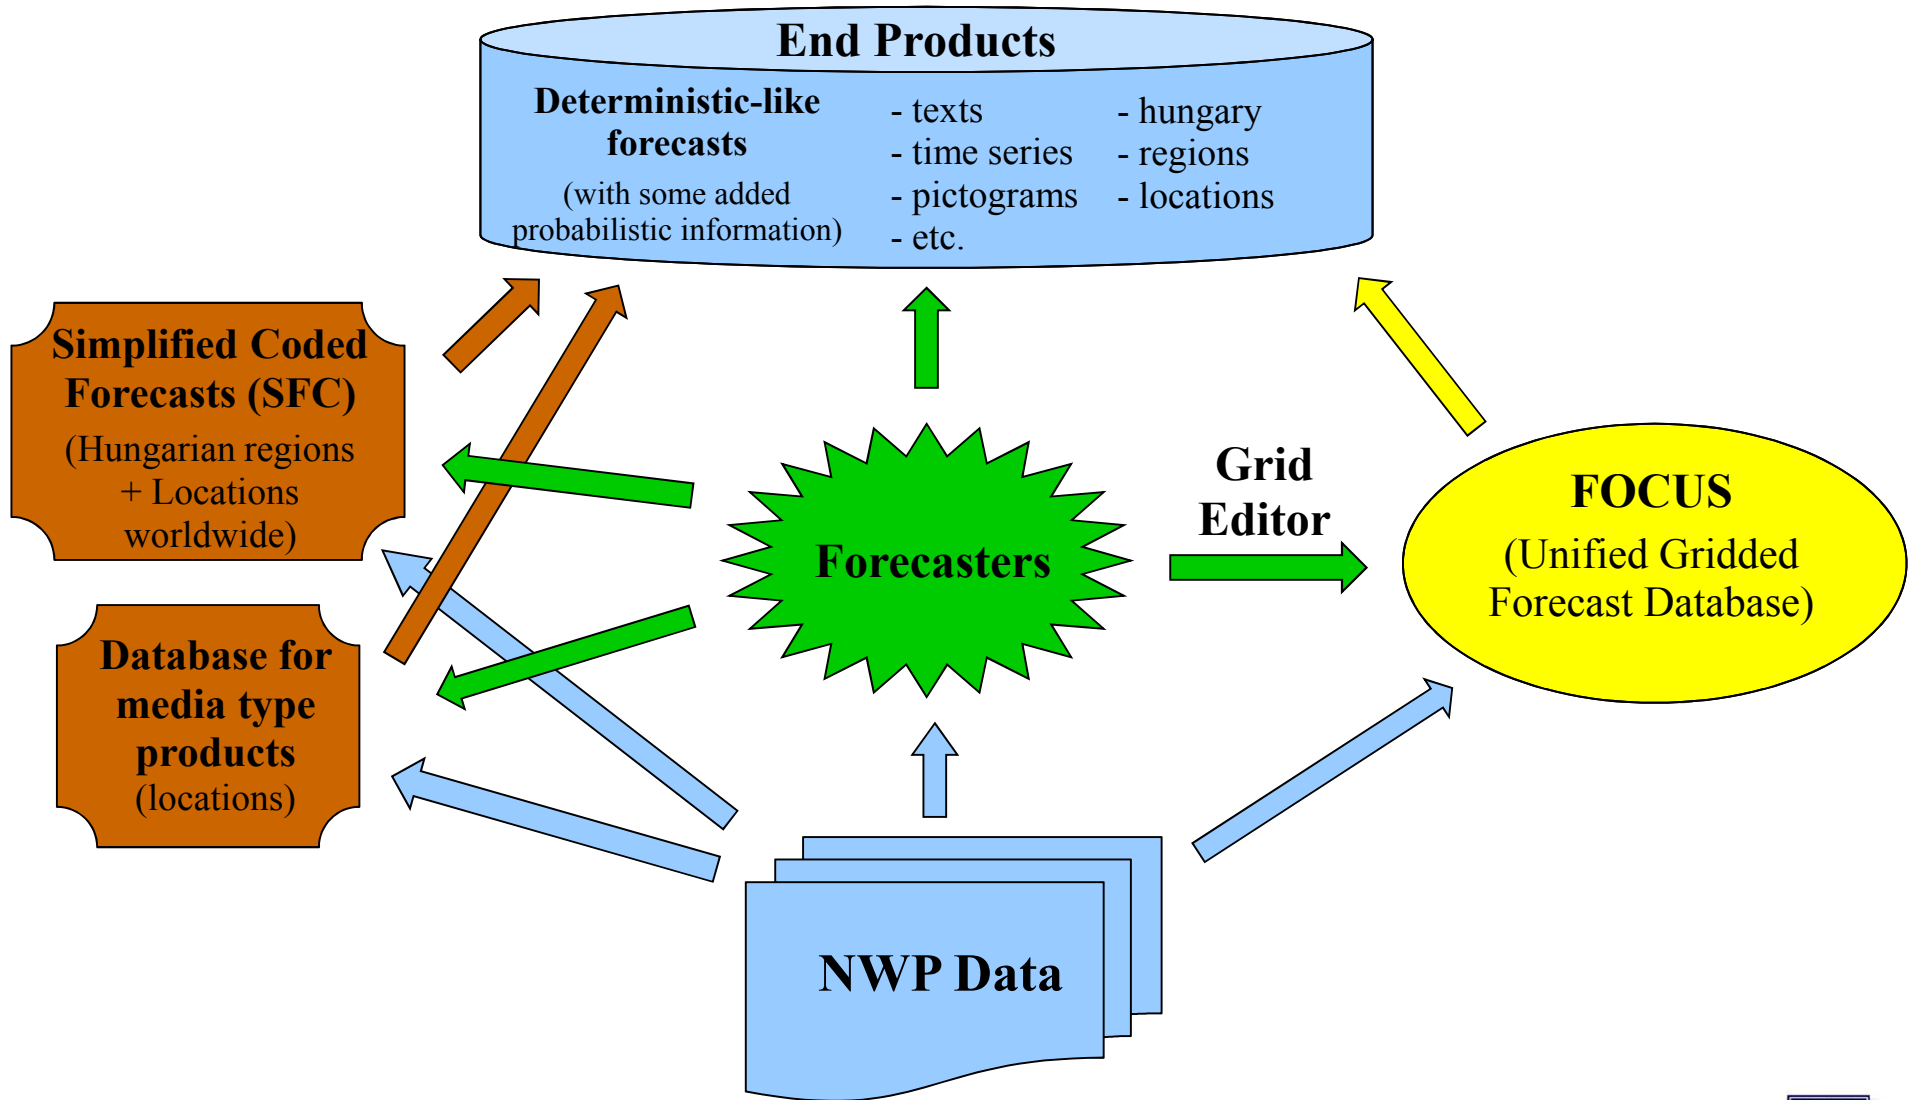 End Products
Deterministic-like
forecasts
(with some added
probabilistic information)
- texts
- time series
- pictograms
- etc.
- hungary
- regions
- locations
Simplified Coded
Forecasts (SFC)
(Hungarian regions
+ Locations
worldwide)
Database for
media type
products
(locations)
Forecasters
Grid
Editor
FOCUS
(Unified Gridded
Forecast Database)
NWP Data